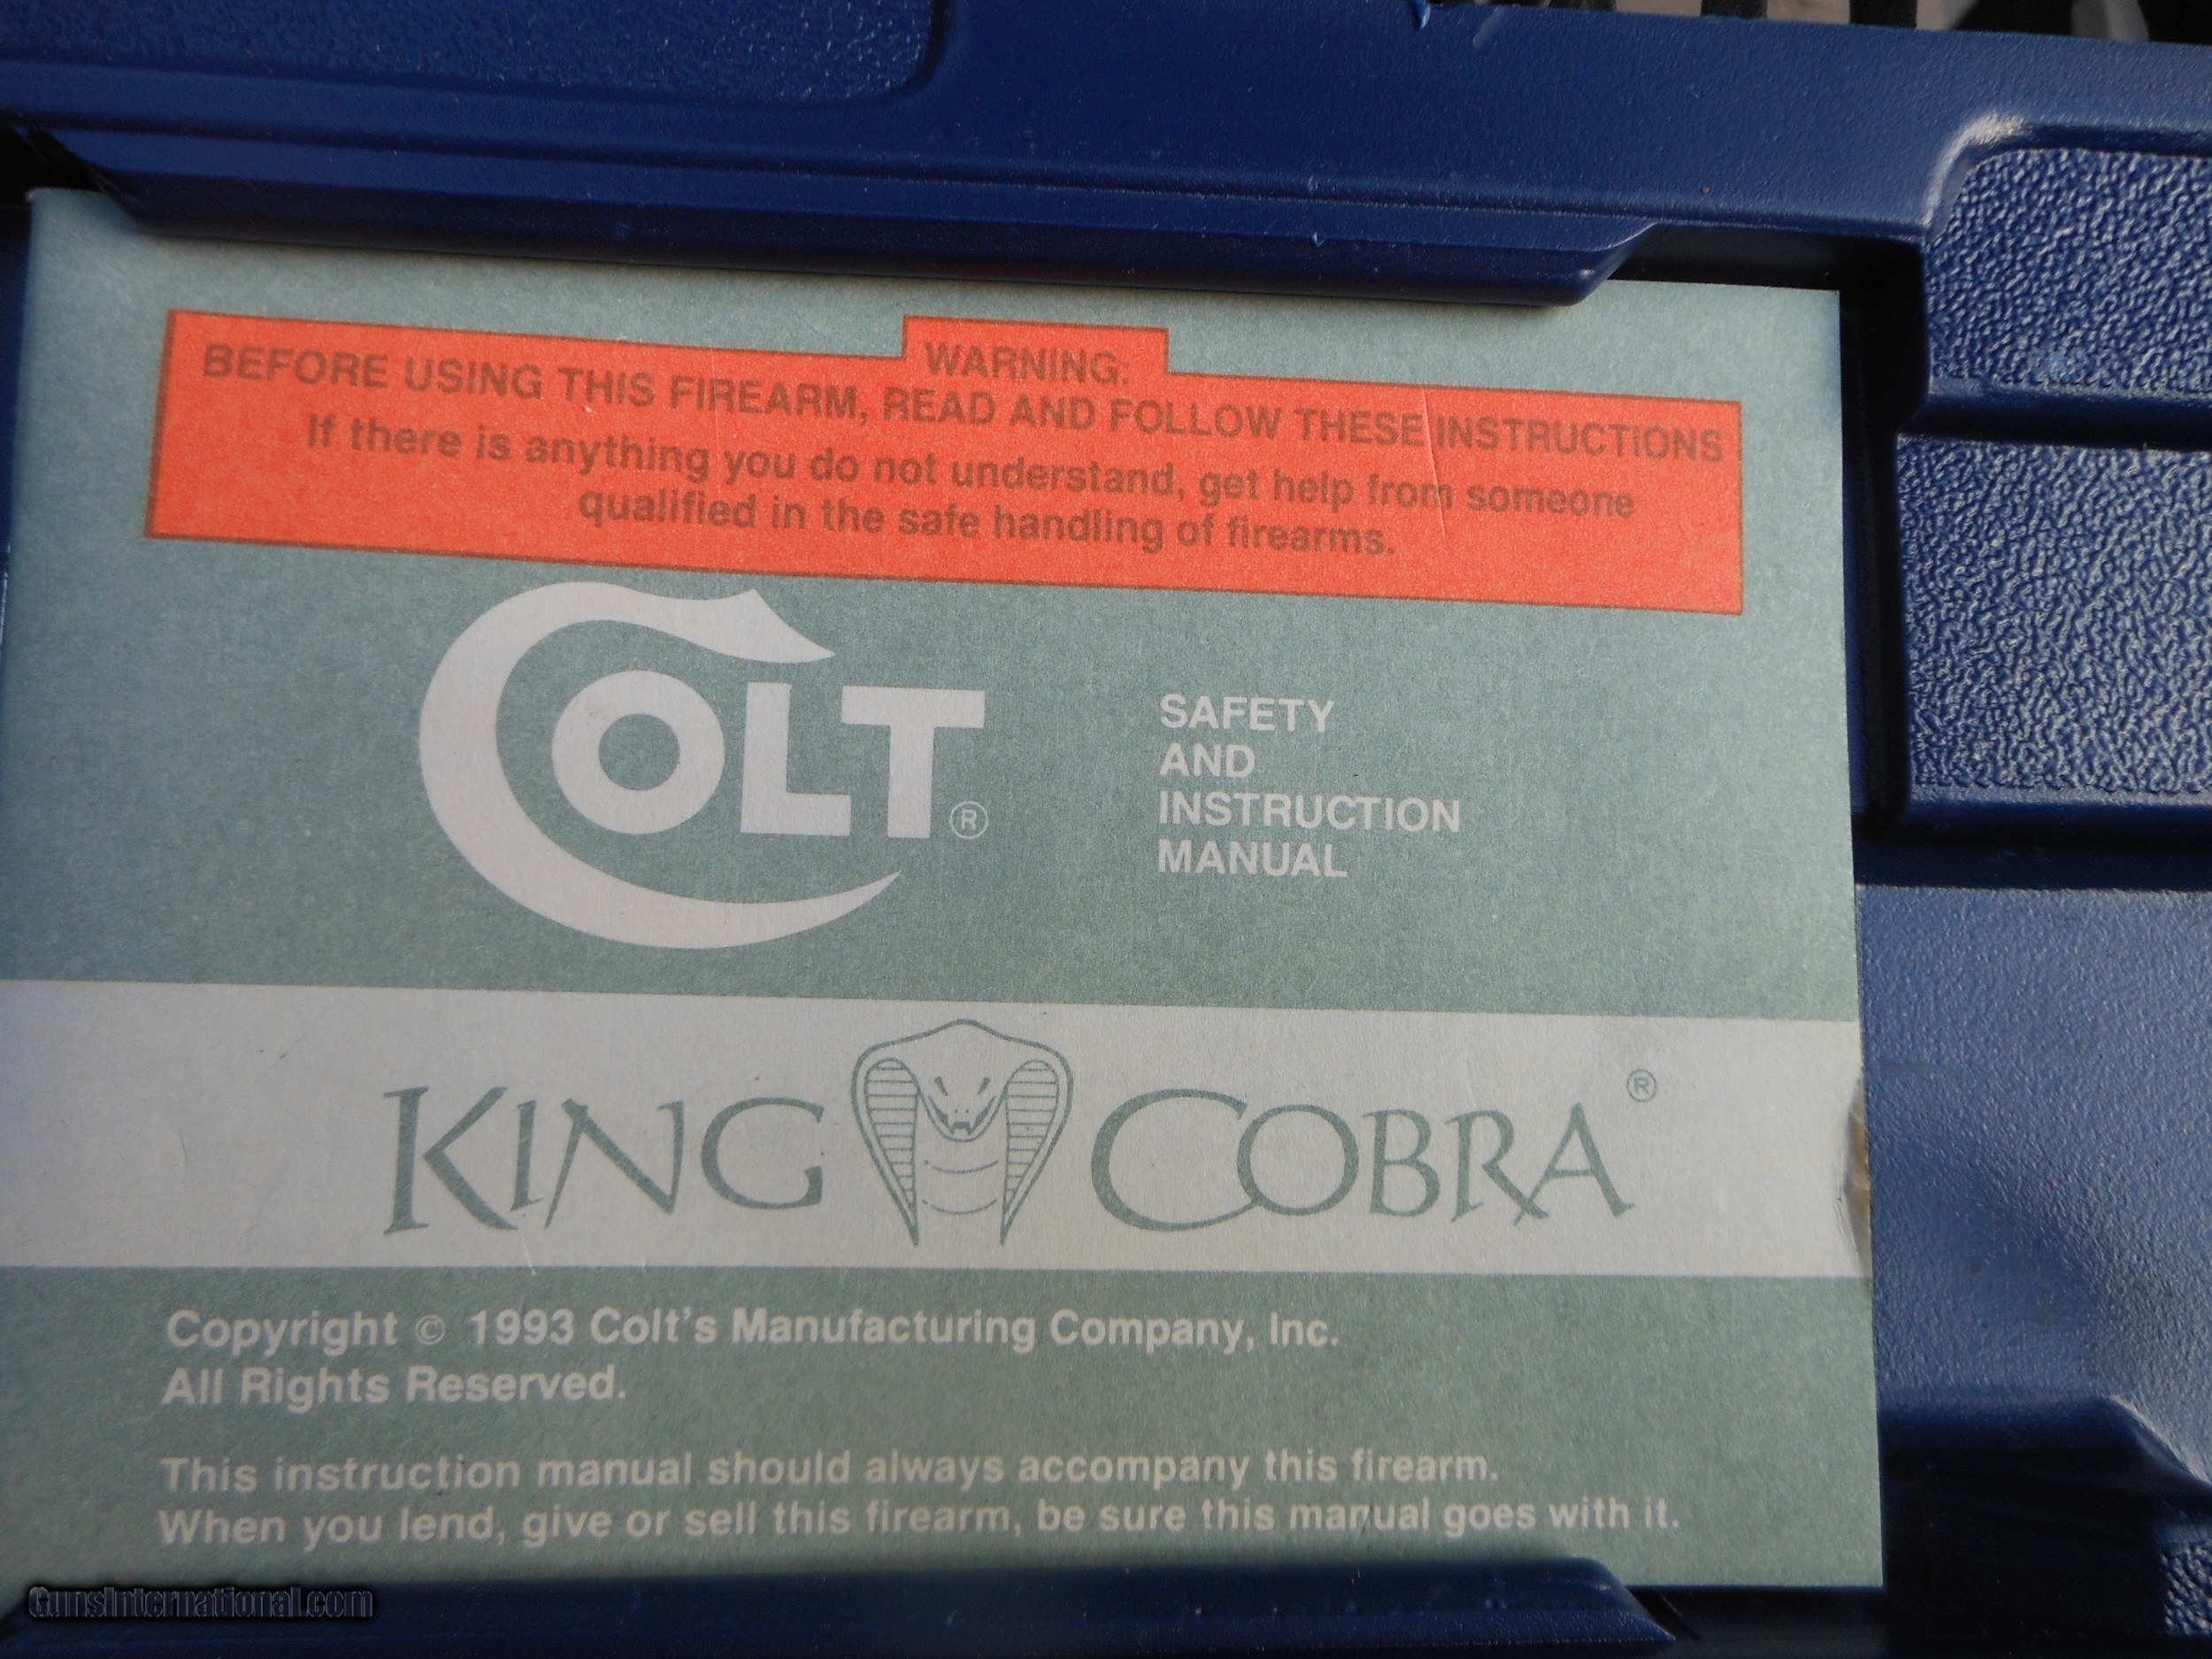 WARNING:
BEFORE USING THIS FIREARM, READ AND FOLLOW THESE INSTRUCTIONS
If there is anything you do not understand, get help from someone
qualified in the safe handling of firearms.
COLT®
SAFETY
AND
INSTRUCTION
MANUAL
KING COBRA®
Copyright © 1993 Colt's Manufacturing Company, Inc.
All Rights Reserved.
This instruction manual should always accompany this firearm.
When you lend, give or sell this firearm, be sure this manual goes with it.
GunsInternational.com